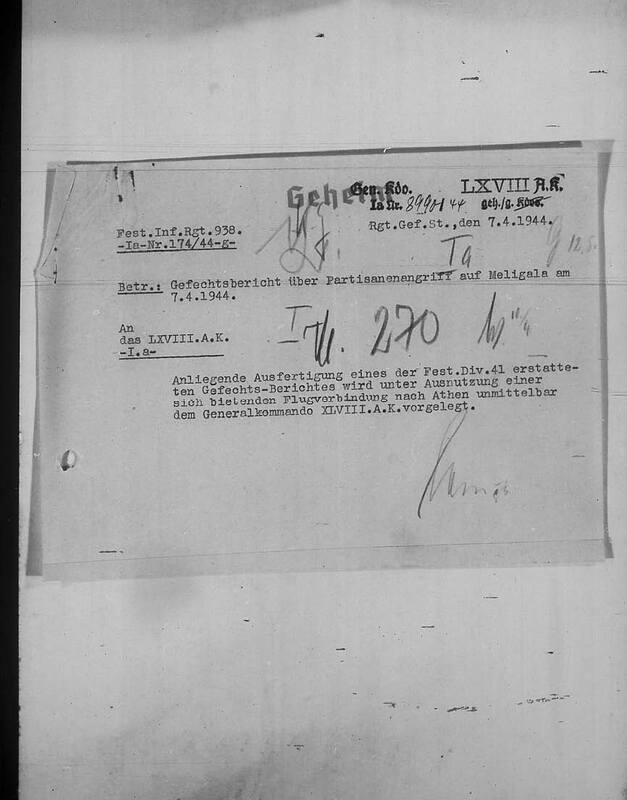 Geheim
Gen. Kdo. LXVIII A.K.
Ia Nr. 8990/44 geh./g. Kdos.
Fest.Inf.Rgt.938.
-Ia-Nr.174/44-g-
Rgt.Gef.St.,den 7.4.1944.
Ia
Betr.: Gefechtsbericht über Partisanenangriff auf Meligala am
7.4.1944.
An
das LXVIII.A.K.
-I.a-
270
Anliegende Ausfertigung eines der Fest.Div.41 erstatte-
ten Gefechts-Berichtes wird unter Ausnutzung einer
sich bietenden Flugverbindung nach Athen unmittelbar
dem Generalkommando XLVIII.A.K.vorgelegt.